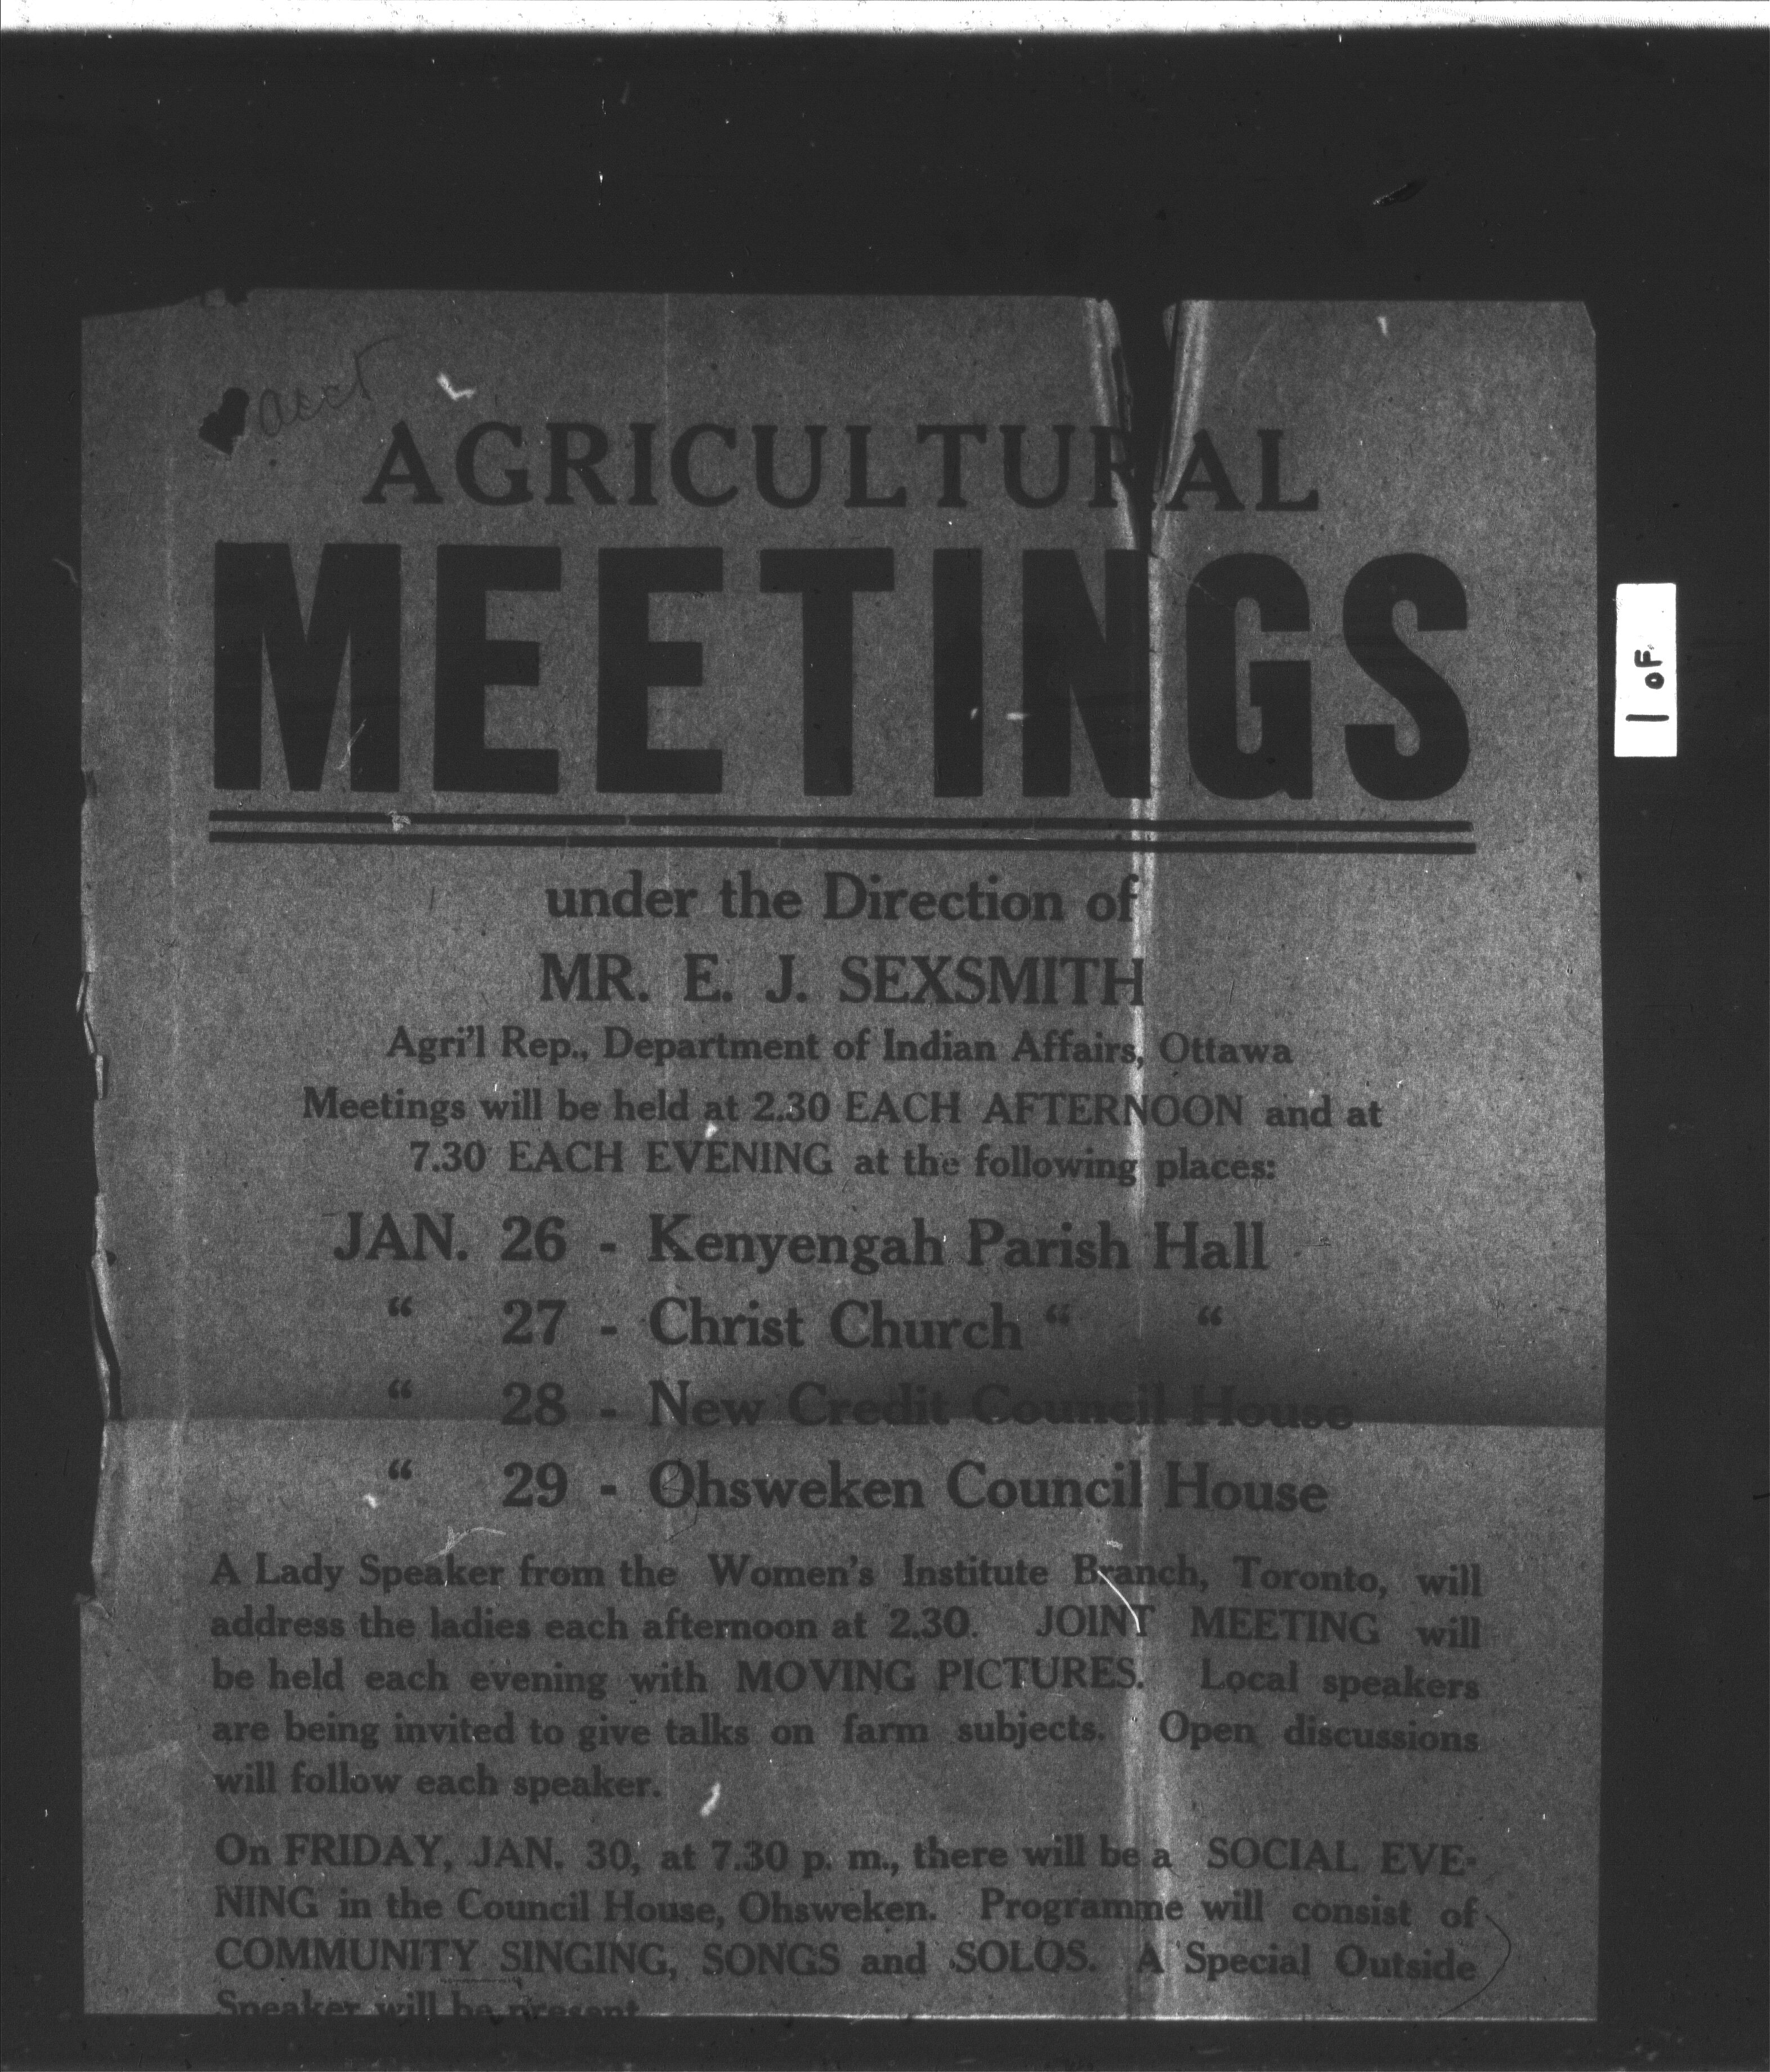 acct
AGRICULTURAL
MEETINGS
under the Direction of
MR. E. J. SEXSMITH
Agri'l Rep., Department of Indian Affairs, Ottawa
Meetings will be held at 2.30 EACH AFTERNOON and at
7.30 EACH EVENING at the following places:
JAN. 26 - Kenyengah Parish Hall
“ 27 - Christ Church “ “
“ 28 - New Credit Council House
“ 29 - Ohsweken Council House
A Lady Speaker from the Women's Institute Branch, Toronto, will
address the ladies each afternoon at 2.30. JOINT MEETING will
be held each evening with MOVING PICTURES. Local speakers
are being invited to give talks on farm subjects. Open discussions
will follow each speaker.
On FRIDAY, JAN. 30, at 7.30 p. m., there will be a SOCIAL EVE-
NING in the Council House, Ohsweken. Programme will consist of
COMMUNITY SINGING, SONGS and SOLOS. A Special Outside
Speaker will be present
1 OF